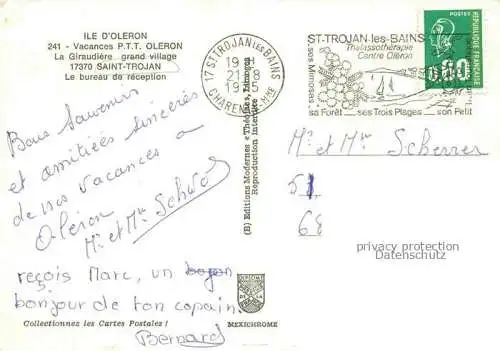 ILE D'OLERON
241 - Vacances P.T.T. OLERON
La Giraudière grand village
17370 SAINT-TROJAN
Le bureau de réception
Bons Souvenirs
et amitiées sincères
de nos vacances a
Oléron
Mr et Mme
reçois Marc, un
bonjour de ton copain.
Bernard
Collectionnez les Cartes Postales !
MEXICHROME
(B) Editions Modernes « Théojac », Limoges
Reproduction interdite
17 ST TROJAN LES BAINS
19 H
21 - 8
1975
CHARENTE MME
ST-TROJAN-les-BAINS
Thalassothérapie
Centre Oléron
ses Mimosas
sa Forêt ses Trois Plages son Petit
POSTES
0,60
REPUBLIQUE FRANÇAISE
Mr et Mme Scherrer
68
privacy protection
Datenschutz